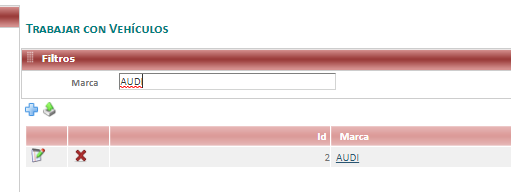 Trabajar con Vehículos
Filtros
Marca AUDI
Id Marca
2 AUDI